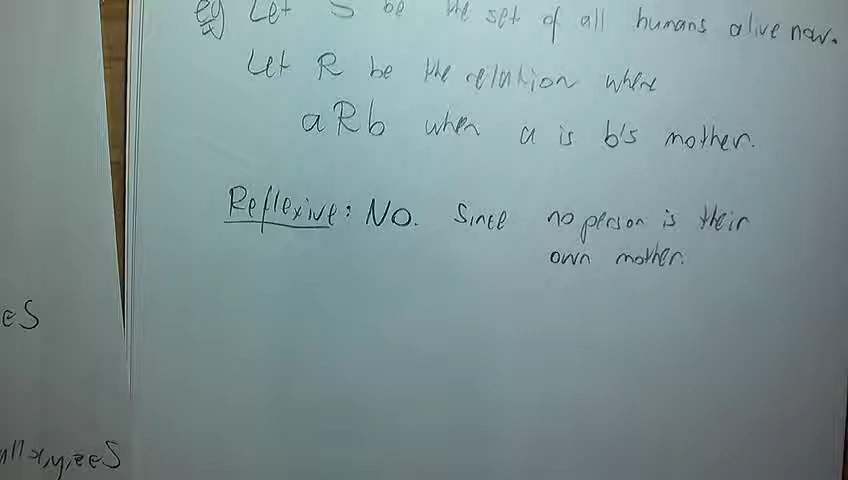 eg Let S be the set of all humans alive now.
Let R be the relation where
aRb when a is b's mother.
Reflexive: No. Since no person is their
own mother.
∈S
all x,y,z∈S